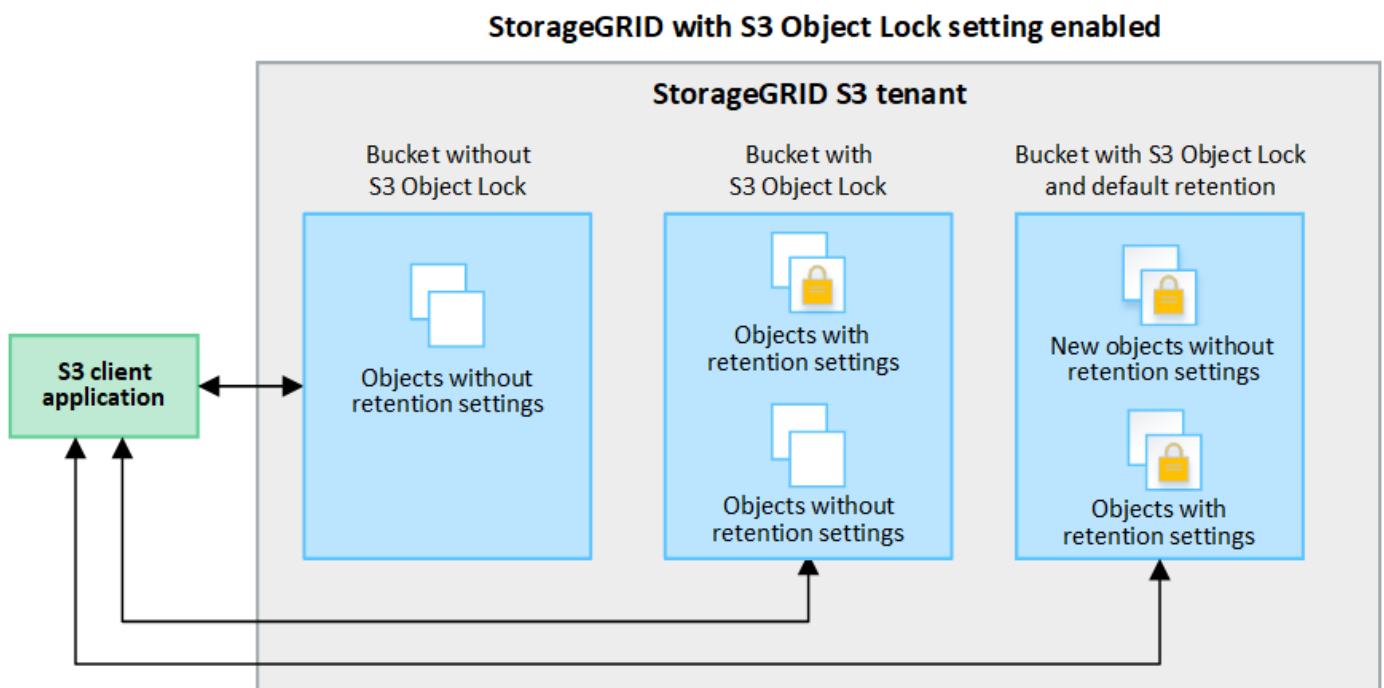 StorageGRID with S3 Object Lock setting enabled
StorageGRID S3 tenant
Bucket without
S3 Object Lock
Bucket with
S3 Object Lock
Bucket with S3 Object Lock
and default retention
S3 client
application
Objects without
retention settings
Objects with
retention settings
Objects without
retention settings
New objects without
retention settings
Objects with
retention settings